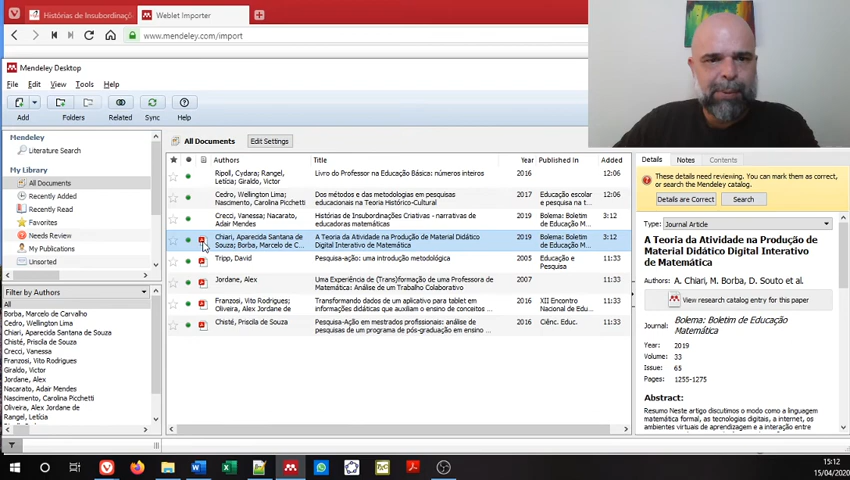 Histórias de Insubordinaçõ
Weblet Importer
www.mendeley.com/import
Mendeley Desktop
File Edit View Tools Help
Add Folders Related Sync Help
Mendeley
Literature Search
My Library
All Documents
Recently Added
Recently Read
Favorites
Needs Review
My Publications
Unsorted
Filter by Authors
All
Borba, Marcelo de Carvalho
Cedro, Wellington Lima
Chiari, Aparecida Santana de Souza
Chisté, Priscila de Souza
Crecci, Vanessa
Franzosi, Vito Rodrigues
Giraldo, Victor
Jordane, Alex
Nacarato, Adair Mendes
Nascimento, Carolina Picchetti
Oliveira, Alex Jordane de
Rangel, Letícia
All Documents Edit Settings
Authors Title Year Published In Added
Ripoll, Cydara; Rangel, Letícia; Giraldo, Victor
Livro do Professor na Educação Básica: números inteiros 2016 12:06
Cedro, Wellington Lima; Nascimento, Carolina Picchetti
Dos métodos e das metodologias em pesquisas educacionais na Teoria Histórico-Cultural 2017 Educação escolar e pesquisa na te... 12:06
Crecci, Vanessa; Nacarato, Adair Mendes
Histórias de Insubordinações Criativas - narrativas de educadoras matemáticas 2019 Bolema: Boletim de Educação M... 3:12
Chiari, Aparecida Santana de Souza; Borba, Marcelo de C...
A Teoria da Atividade na Produção de Material Didático Digital Interativo de Matemática 2019 Bolema: Boletim de Educação M... 3:12
Tripp, David Pesquisa-ação: uma introdução metodológica 2005 Educação e Pesquisa 11:33
Jordane, Alex Uma Experiência de (Trans)formação de uma Professora de Matemática: Análise de um Trabalho Colaborativo 2007 11:33
Franzosi, Vito Rodrigues; Oliveira, Alex Jordane de
Transformando dados de um aplicativo para tablet em informações didáticas que auxiliam o ensino de conceitos... 2016 XII Encontro Nacional de Edu... 11:33
Chisté, Priscila de Souza Pesquisa-Ação em mestrados profissionais: análise de pesquisas de um programa de pós-graduação em ensino ... 2016 Ciênc. Educ. 11:33
Details Notes Contents
These details need reviewing. You can mark them as correct, or search the Mendeley catalog.
Details are Correct Search
Type: Journal Article
A Teoria da Atividade na
Produção de Material Didático
Digital Interativo de
Matemática
Authors: A. Chiari, M. Borba, D. Souto et al.
View research catalog entry for this paper
Journal: Bolema: Boletim de Educação
Matemática
Year: 2019
Volume: 33
Issue: 65
Pages: 1255-1275
Abstract:
Resumo Neste artigo discutimos o modo como a linguagem
matemática formal, as tecnologias digitais, a internet, os
ambientes virtuais de aprendizagem e a interação entre
15:12
15/04/2020